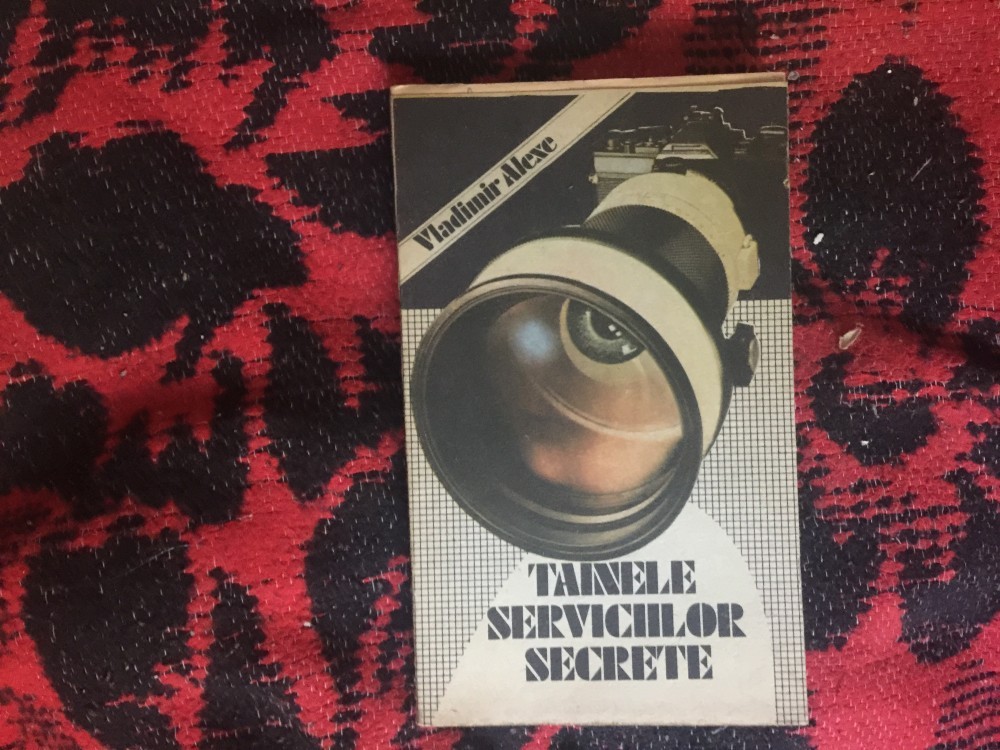 Vladimir Alexe
TAINELE
SERVICIILOR
SECRETE